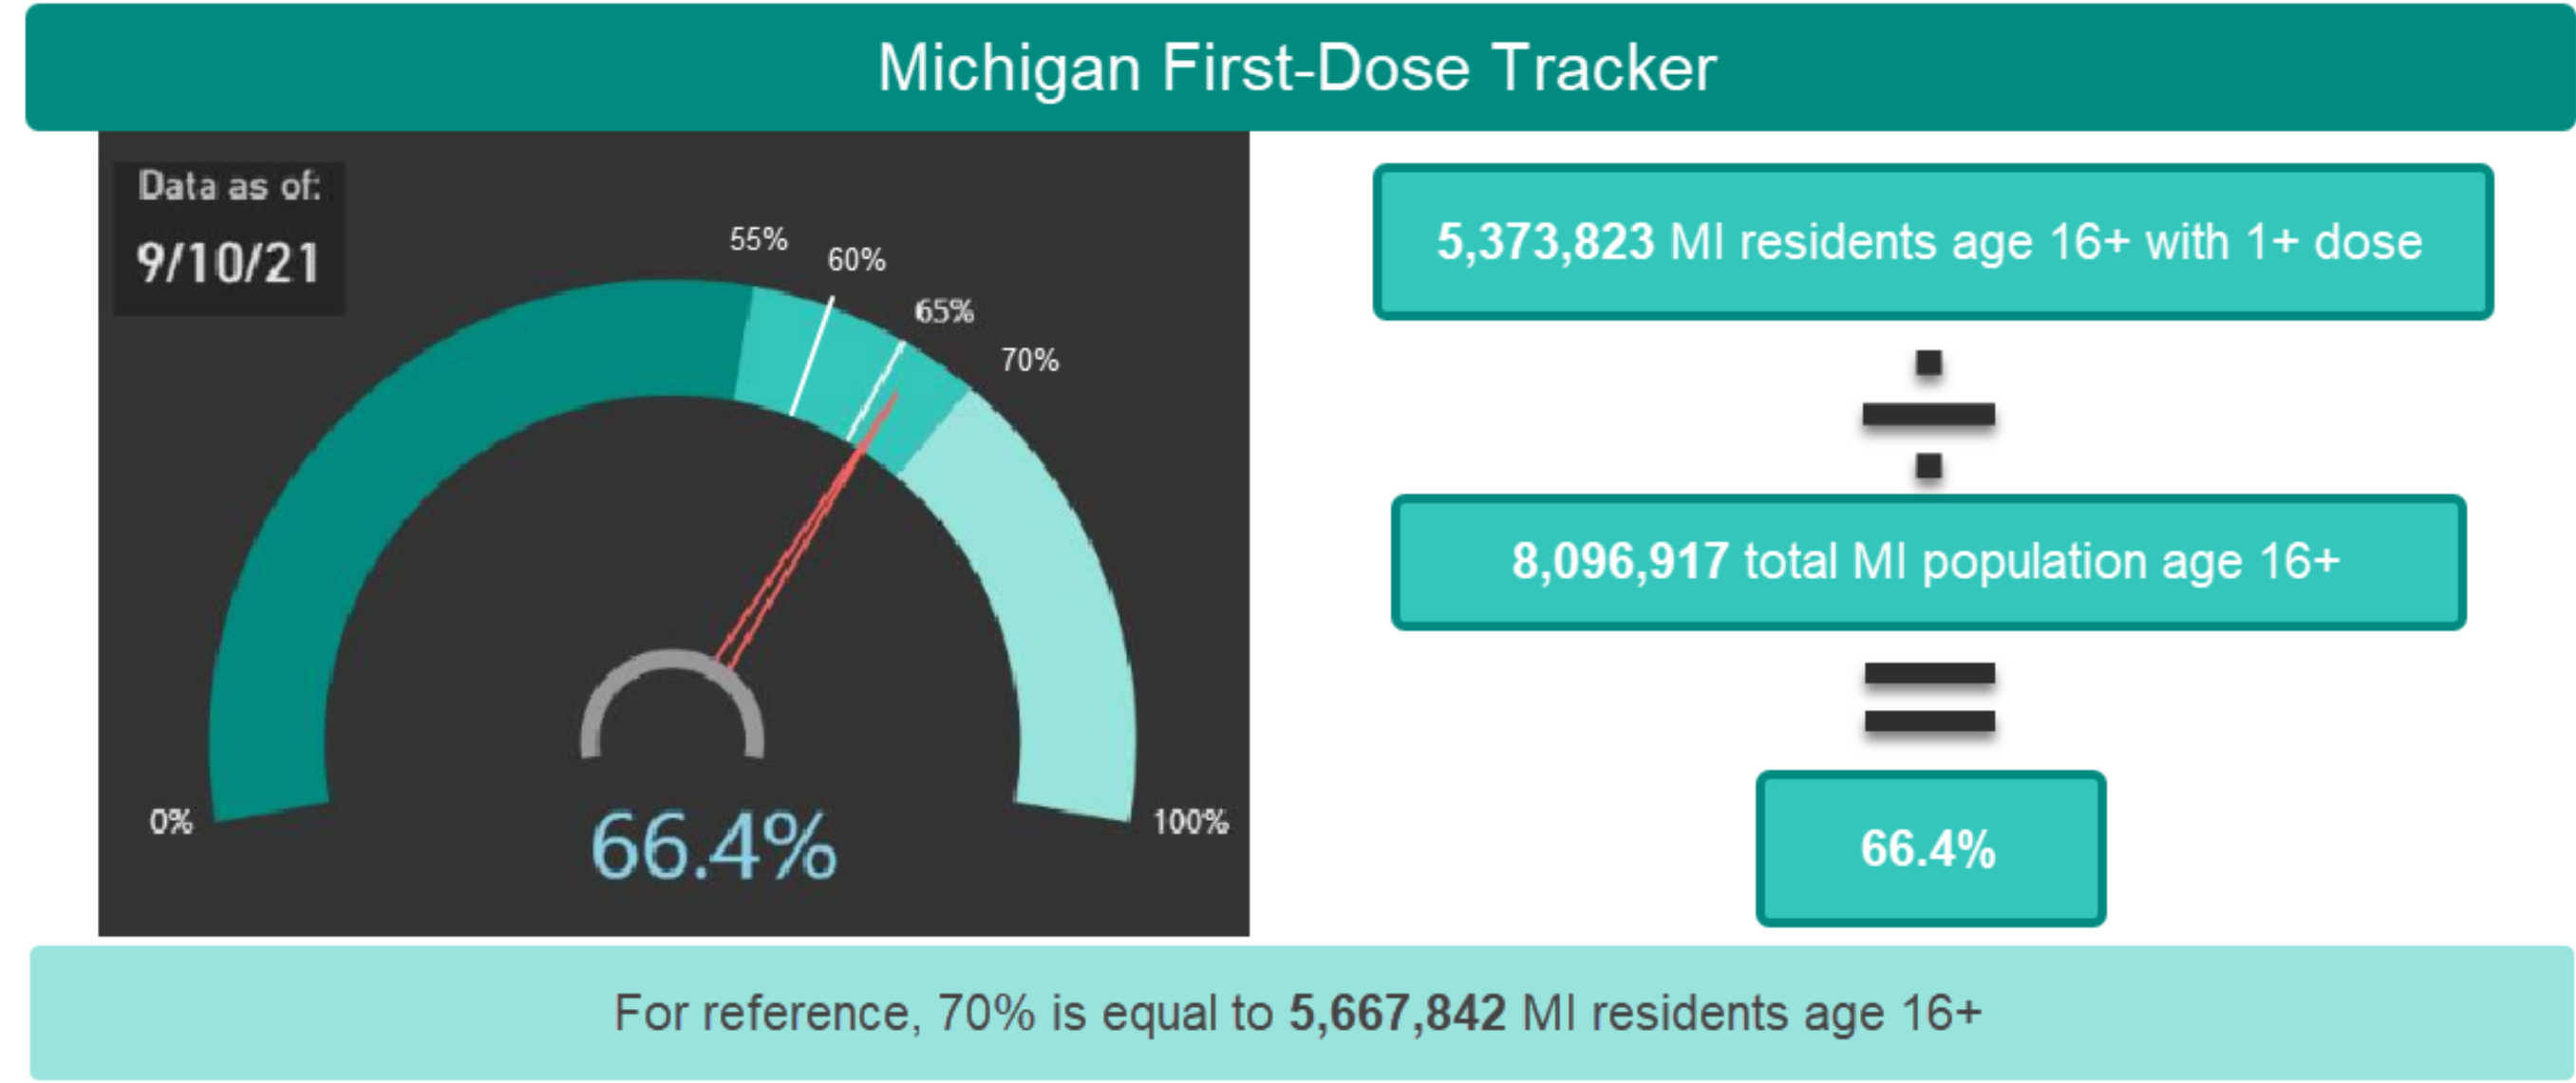 Michigan First-Dose Tracker
Data as of:
9/10/21
55%
60%
65%
70%
0%
100%
66.4%
5,373,823 MI residents age 16+ with 1+ dose
÷
8,096,917 total MI population age 16+
=
66.4%
For reference, 70% is equal to 5,667,842 MI residents age 16+